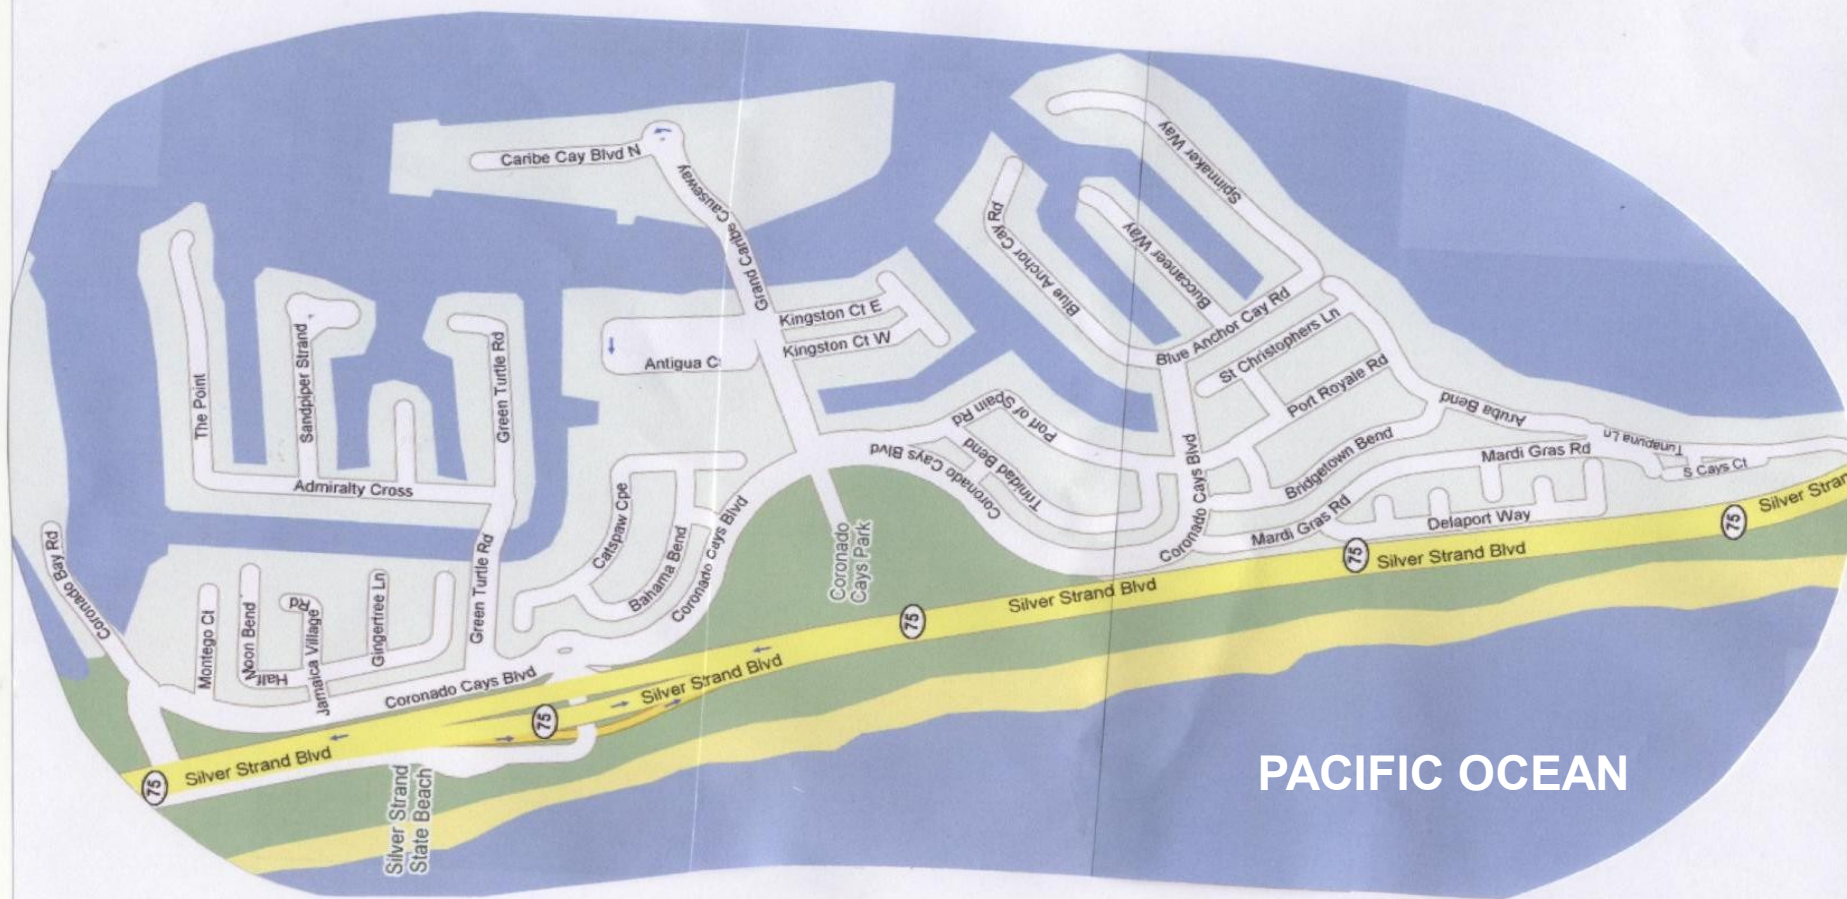 Caribe Cay Blvd N
Grand Caribe Causeway
Spinnaker Way
Buccaneer Way
Blue Anchor Cay Rd
Blue Anchor Cay Rd
Kingston Ct E
Kingston Ct W
Antigua C
The Point
Sandpiper Strand
Green Turtle Rd
Admiralty Cross
St Christophers Ln
Port Royale Rd
Aruba Bend
Tunapuna Ln
S Cays Ct
Mardi Gras Rd
Bridgetown Bend
Port of Spain Rd
Trinidad Bend
Coronado Cays Blvd
Coronado Cays Blvd
Mardi Gras Rd
Delaport Way
Catspaw Cpe
Bahama Bend
Coronado Cays Blvd
Coronado
Cays Park
Coronado Bay Rd
Montego Ct
Half Moon Bend
Jamaica Village Rd
Gingertree Ln
Green Turtle Rd
Coronado Cays Blvd
Silver Stran
75
Silver Strand Blvd
75
Silver Strand Blvd
75
Silver Strand Blvd
75
Silver Strand Blvd
75
Silver Strand
State Beach
PACIFIC OCEAN